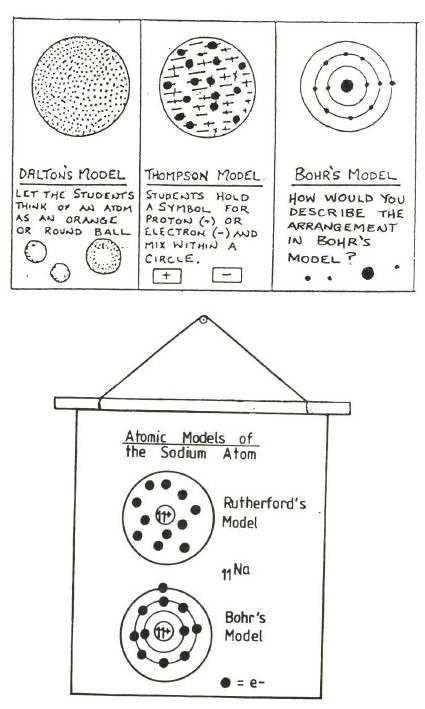 DALTON'S MODEL
LET THE STUDENTS
THINK OF AN ATOM
AS AN ORANGE
OR ROUND BALL
THOMPSON MODEL.
STUDENTS HOLD
A SYMBOL FOR
PROTON (+) OR
ELECTRON (-) AND
MIX WITHIN A
CIRCLE.
+ -
BOHR'S MODEL
HOW WOULD YOU
DESCRIBE THE
ARRANGEMENT
IN BOHR'S
MODEL?
Atomic Models of
the Sodium Atom
11+
Rutherford's
Model
11Na
11+
Bohr's
Model
= e-